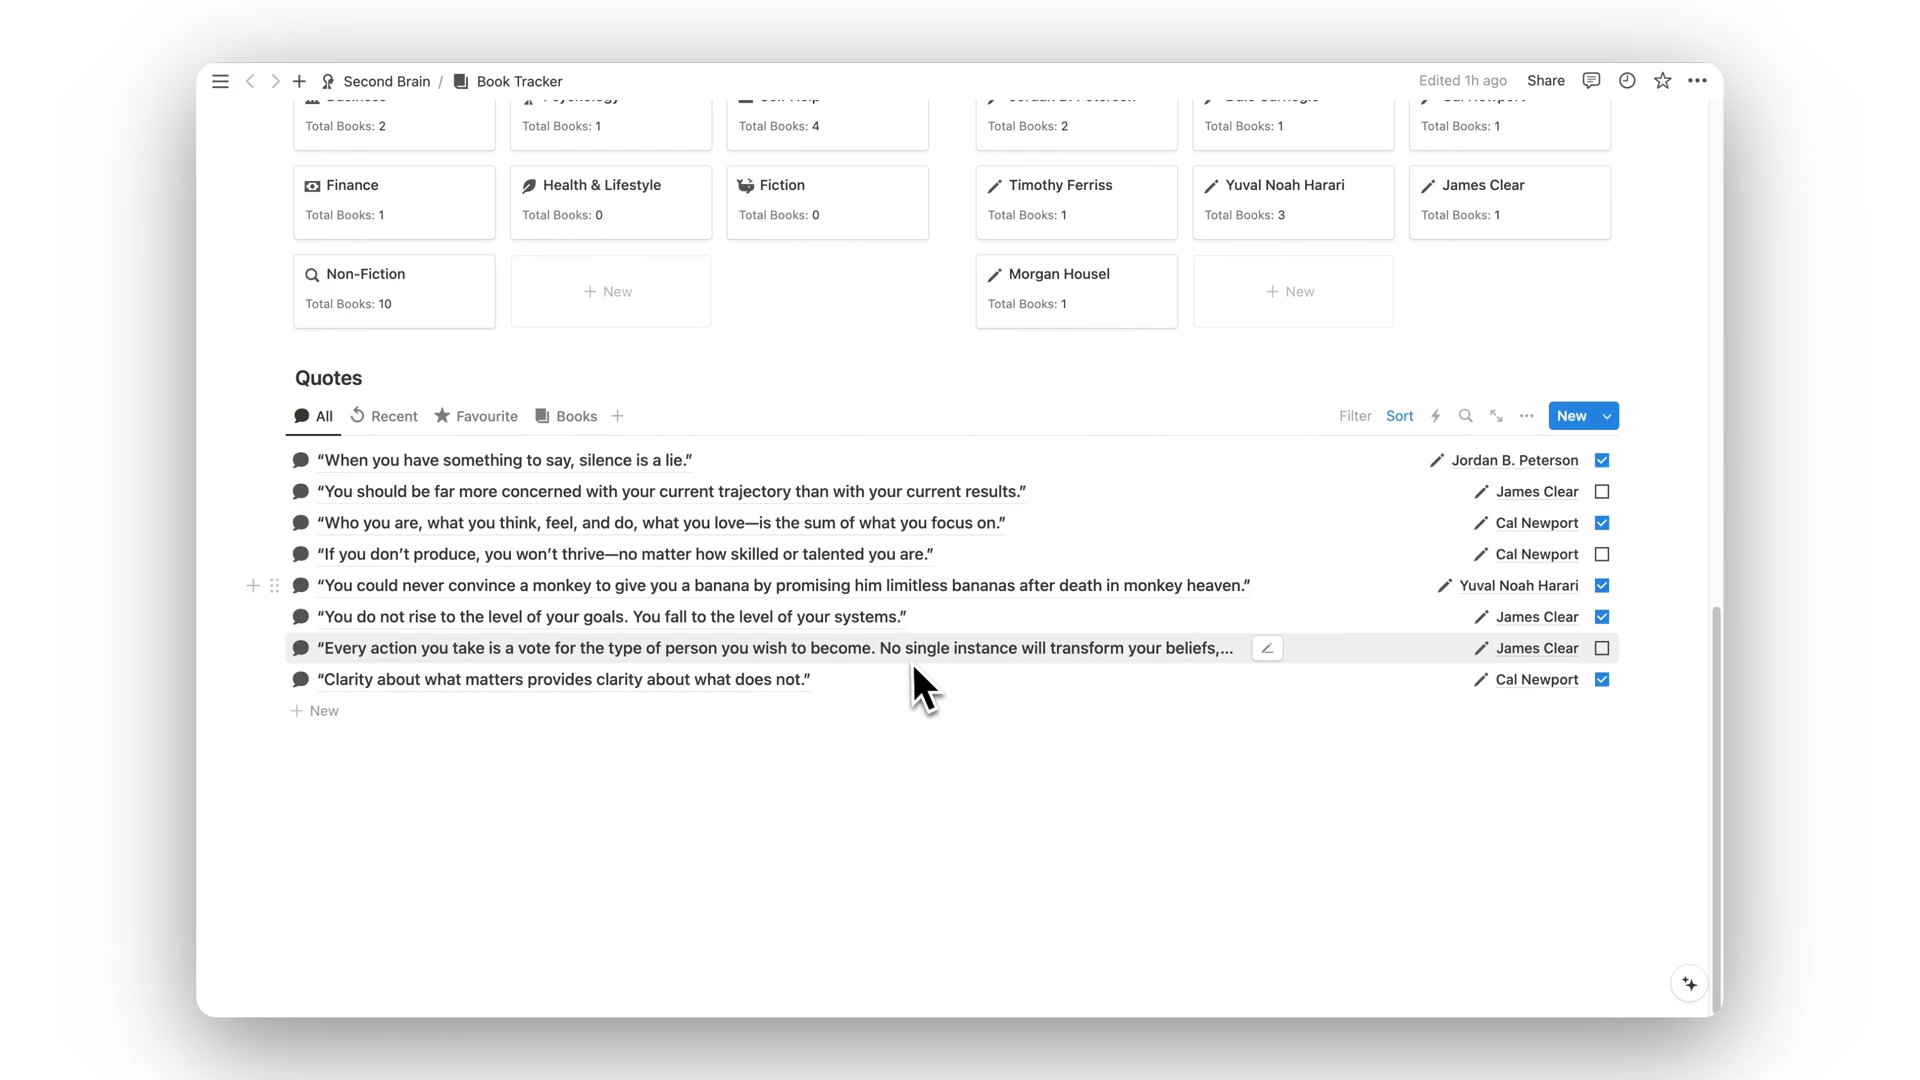 Second Brain / Book Tracker
Edited 1h ago Share
Total Books: 2
Total Books: 1
Total Books: 4
Total Books: 2
Total Books: 1
Total Books: 1
Finance
Total Books: 1
Health & Lifestyle
Total Books: 0
Fiction
Total Books: 0
Timothy Ferriss
Total Books: 1
Yuval Noah Harari
Total Books: 3
James Clear
Total Books: 1
Non-Fiction
Total Books: 10
+ New
Morgan Housel
Total Books: 1
+ New
Quotes
All Recent Favourite Books +
Filter Sort New
“When you have something to say, silence is a lie.” Jordan B. Peterson
“You should be far more concerned with your current trajectory than with your current results.” James Clear
“Who you are, what you think, feel, and do, what you love—is the sum of what you focus on.” Cal Newport
“If you don’t produce, you won’t thrive—no matter how skilled or talented you are.” Cal Newport
“You could never convince a monkey to give you a banana by promising him limitless bananas after death in monkey heaven.” Yuval Noah Harari
“You do not rise to the level of your goals. You fall to the level of your systems.” James Clear
“Every action you take is a vote for the type of person you wish to become. No single instance will transform your beliefs,... James Clear
“Clarity about what matters provides clarity about what does not.” Cal Newport
+ New